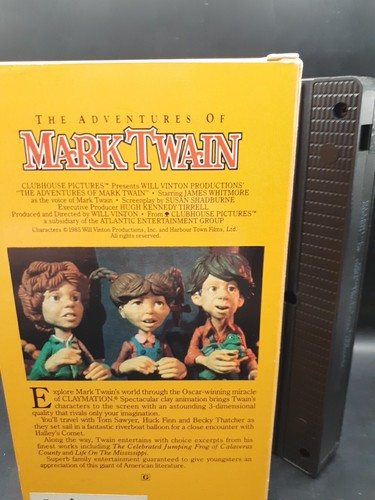 THE ADVENTURES OF
MARK TWAIN
CLUBHOUSE PICTURES™ Presents WILL VINTON PRODUCTIONS'
"THE ADVENTURES OF MARK TWAIN" • Starring JAMES WHITMORE
as the voice of Mark Twain • Screenplay by SUSAN SHADBURNE
Executive Producer HUGH KENNEDY TIRRELL
Produced and Directed by WILL VINTON • From CLUBHOUSE PICTURES™
a subsidiary of the ATLANTIC ENTERTAINMENT GROUP
Characters © 1985 Will Vinton Productions, Inc. and Harbour Town Films, Ltd.
All rights reserved.
Explore Mark Twain's world through the Oscar-winning miracle
of CLAYMATION.® Spectacular clay animation brings Twain's
characters to the screen with an astounding 3-dimensional
quality that rivals only your imagination.
You'll travel with Tom Sawyer, Huck Finn and Becky Thatcher as
they set sail in a fantastic riverboat balloon for a close encounter with
Halley's Comet.
Along the way, Twain entertains with choice excerpts from his
finest works including The Celebrated Jumping Frog of Calaveras
County and Life On The Mississippi.
Superb family entertainment guaranteed to give youngsters an
appreciation of this giant of American literature.
G